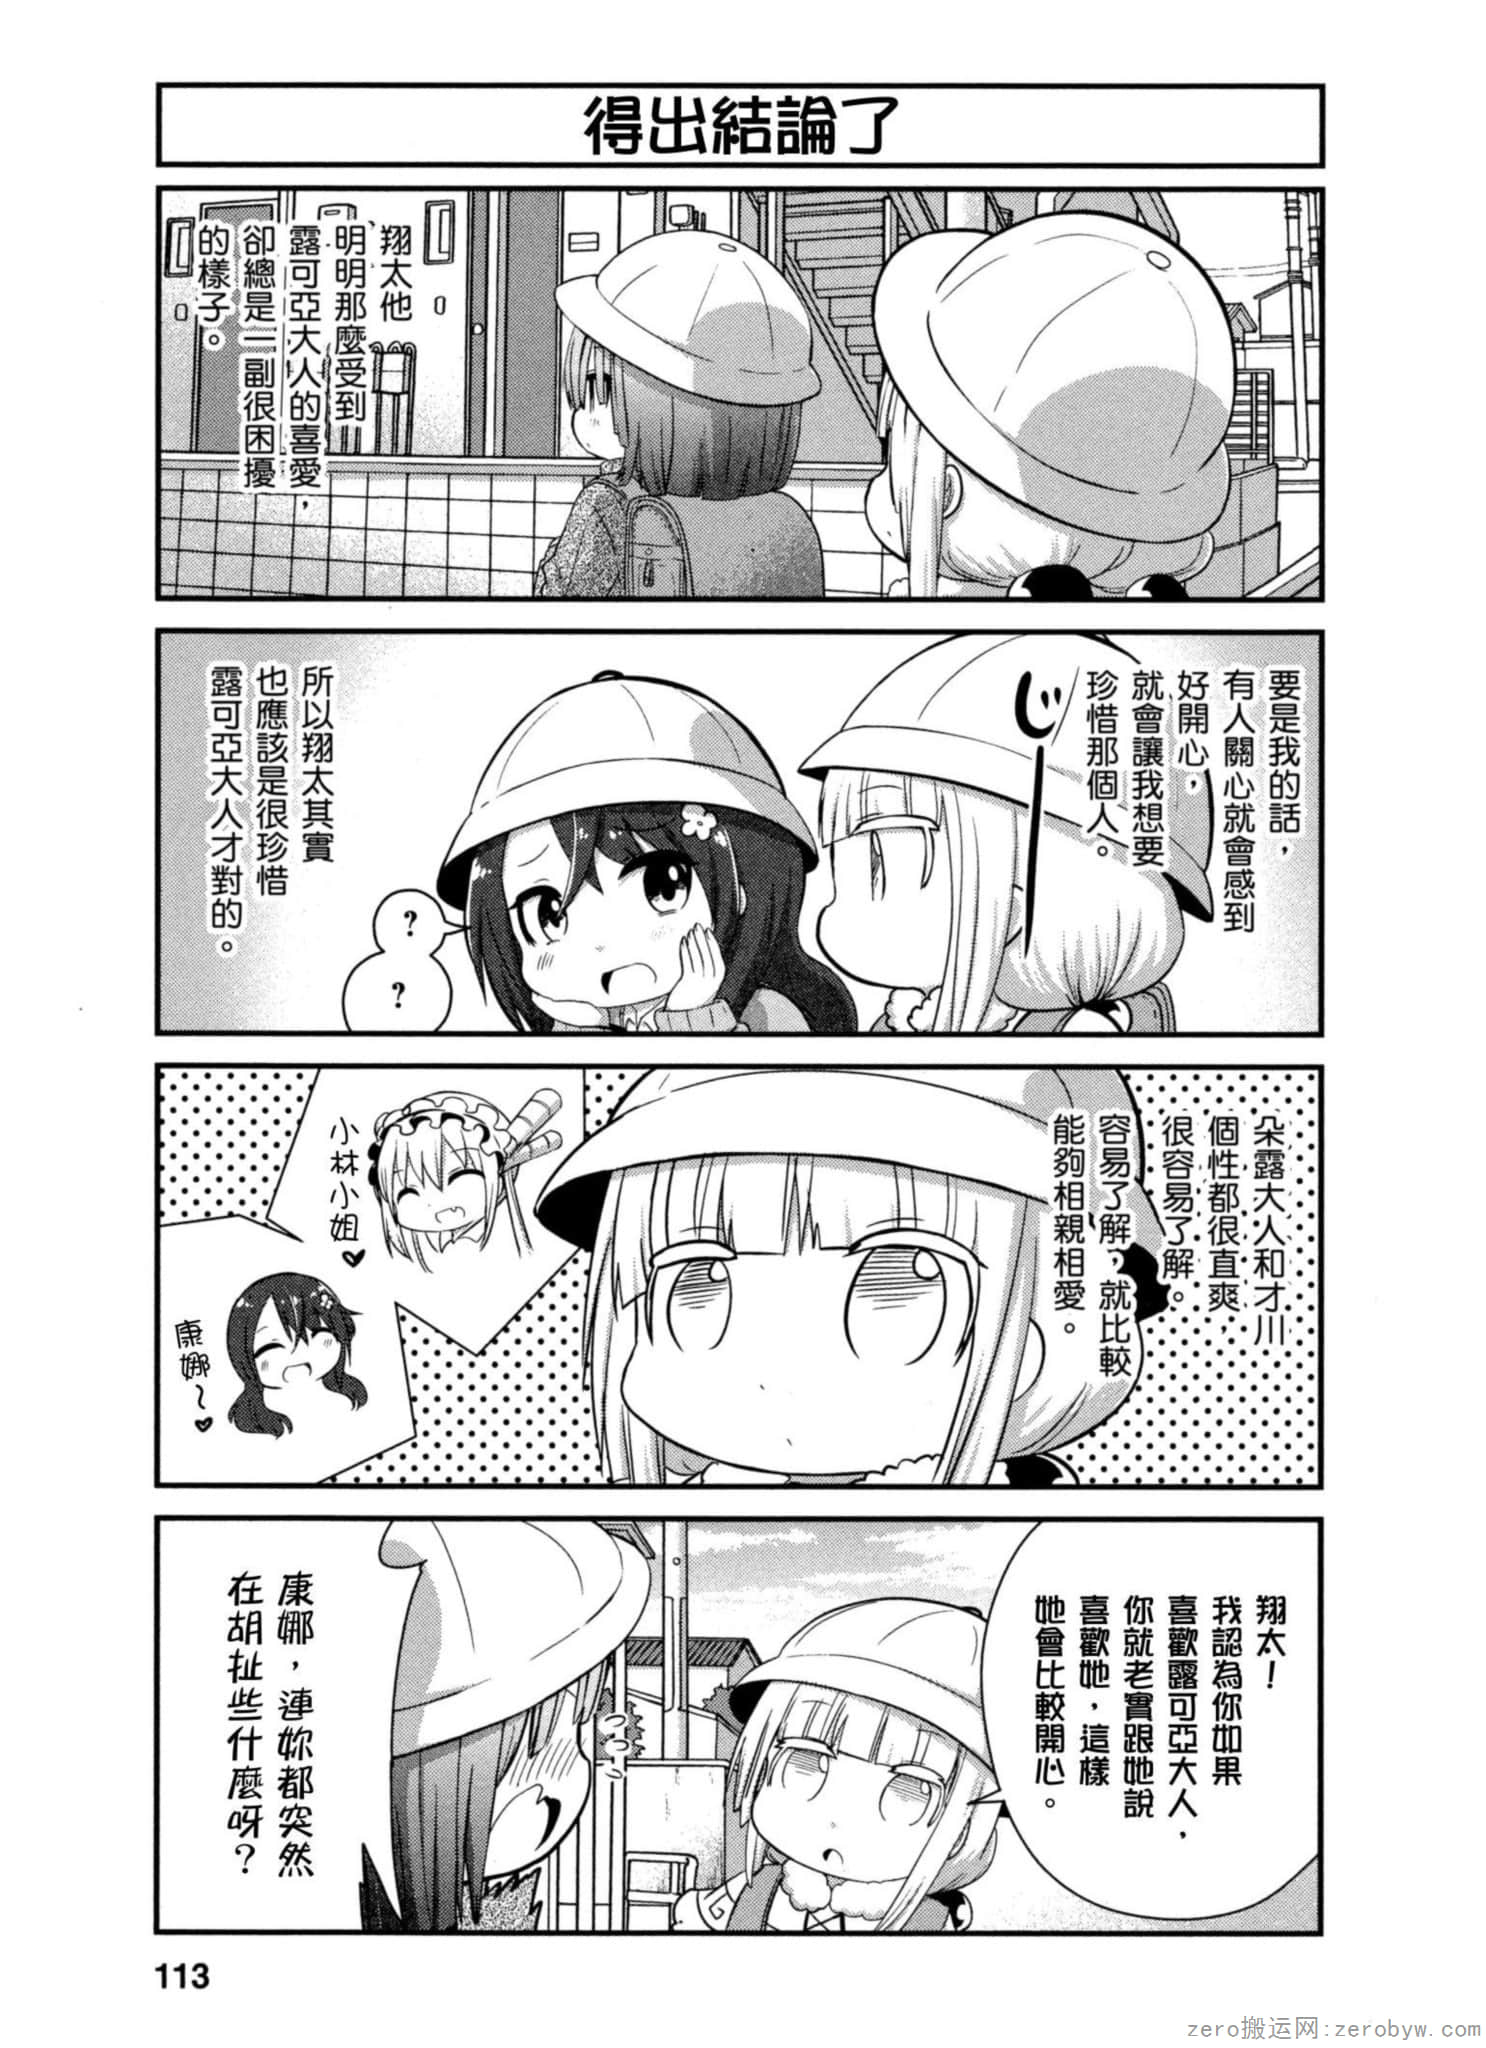 得出結論了
翔太他
明明那麼受到
露可亞大人的喜愛，
卻總是一副很困擾
的樣子。
要是我的話，
有人關心就會感到
好開心，
就會讓我想要
珍惜那個人。
じー
？
？
所以翔太其實
也應該是很珍惜
露可亞大人才對的。
朵露大人和才川
個性都很直爽，
很容易了解。
容易了解，就比較
能夠相親相愛。
小林小姐♥
康娜～♥
翔太！
我認為你如果
喜歡露可亞大人，
你就老實跟她說
喜歡她，這樣
她會比較開心。
康娜，連妳都突然
在胡扯些什麼呀？
113
zero搬运网:zerobyw.com